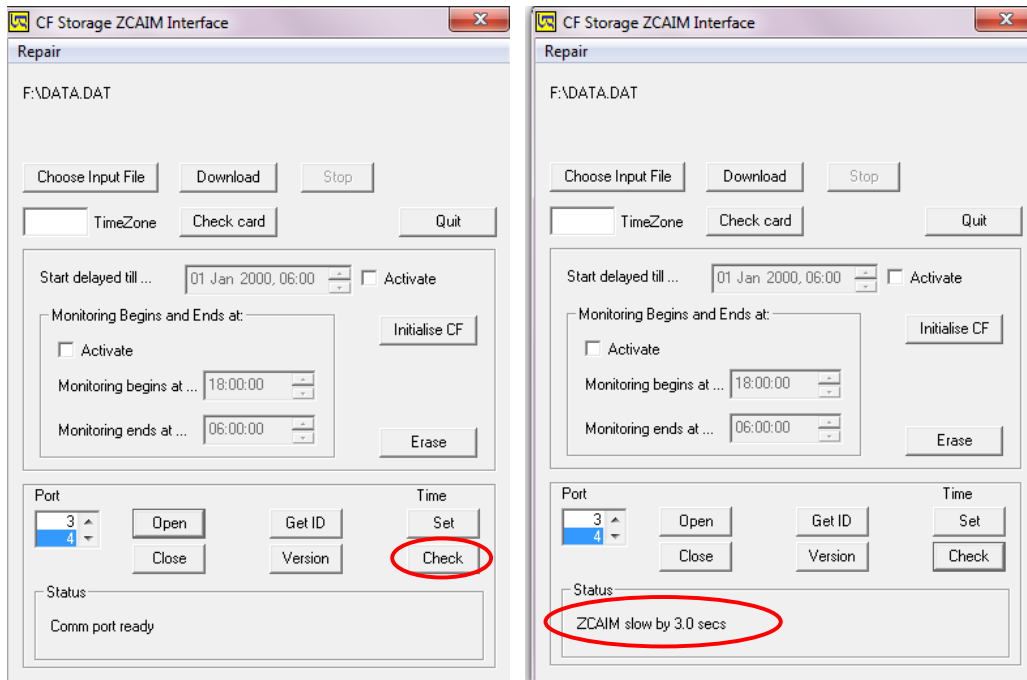 CF Storage ZCAIM Interface
Repair
F:\DATA.DAT
Choose Input File Download Stop
TimeZone Check card Quit
Start delayed till ... 01 Jan 2000, 06:00 Activate
Monitoring Begins and Ends at:
Initialise CF
Activate
Monitoring begins at ... 18:00:00
Monitoring ends at ... 06:00:00
Erase
Port Time
3 Open Get ID Set
4 Close Version Check
Status
Comm port ready
CF Storage ZCAIM Interface
Repair
F:\DATA.DAT
Choose Input File Download Stop
TimeZone Check card Quit
Start delayed till ... 01 Jan 2000, 06:00 Activate
Monitoring Begins and Ends at:
Initialise CF
Activate
Monitoring begins at ... 18:00:00
Monitoring ends at ... 06:00:00
Erase
Port Time
3 Open Get ID Set
4 Close Version Check
Status
ZCAIM slow by 3.0 secs